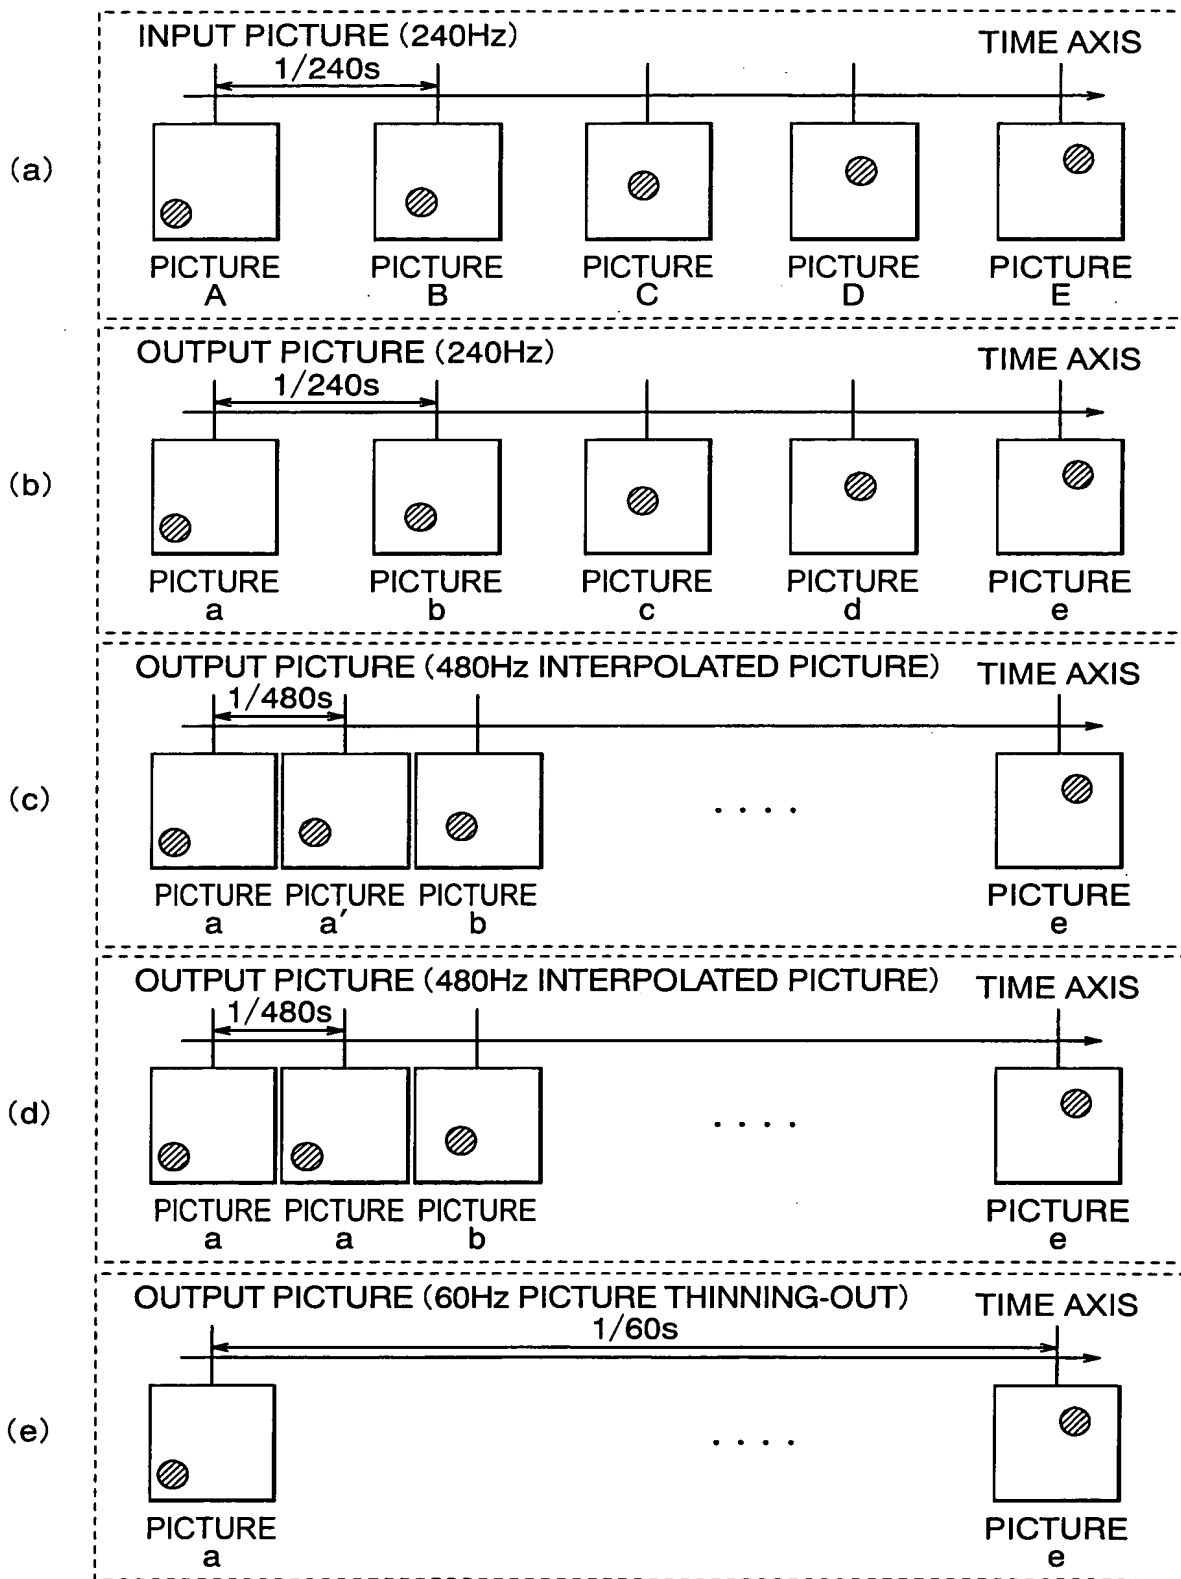 (a)
INPUT PICTURE (240Hz)
TIME AXIS
1/240s
PICTURE A
PICTURE B
PICTURE C
PICTURE D
PICTURE E
(b)
OUTPUT PICTURE (240Hz)
TIME AXIS
1/240s
PICTURE a
PICTURE b
PICTURE c
PICTURE d
PICTURE e
(c)
OUTPUT PICTURE (480Hz INTERPOLATED PICTURE)
TIME AXIS
1/480s
. . . .
PICTURE a
PICTURE a′
PICTURE b
PICTURE e
(d)
OUTPUT PICTURE (480Hz INTERPOLATED PICTURE)
TIME AXIS
1/480s
. . . .
PICTURE a
PICTURE a
PICTURE b
PICTURE e
(e)
OUTPUT PICTURE (60Hz PICTURE THINNING-OUT)
TIME AXIS
1/60s
. . . .
PICTURE a
PICTURE e